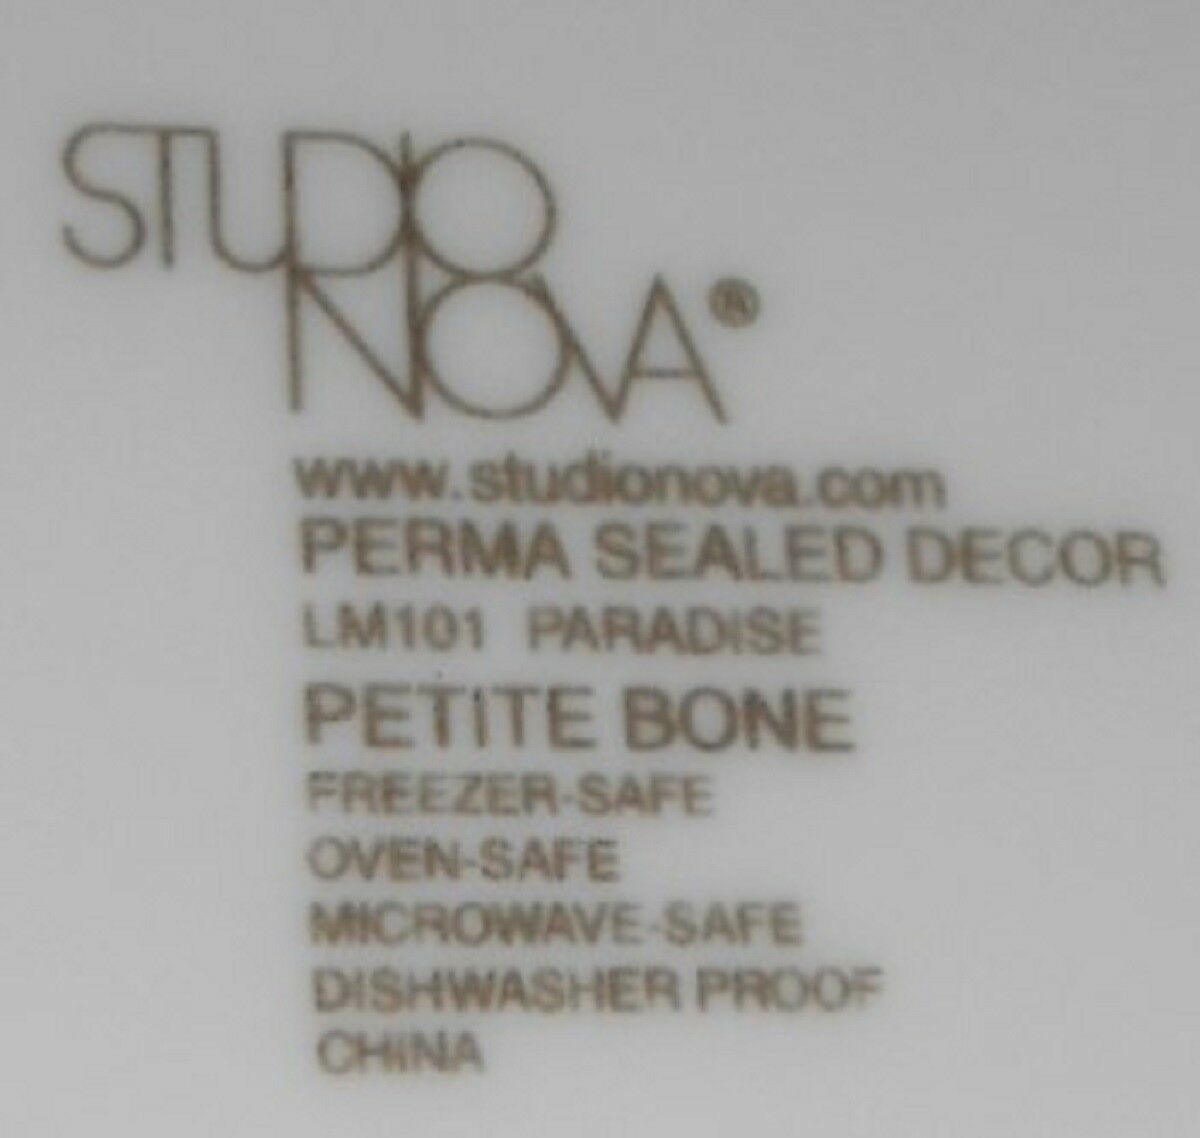 STUDIO
NOVA®
www.studionova.com
PERMA SEALED DECOR
LM101 PARADISE
PETITE BONE
FREEZER-SAFE
OVEN-SAFE
MICROWAVE-SAFE
DISHWASHER PROOF
CHINA